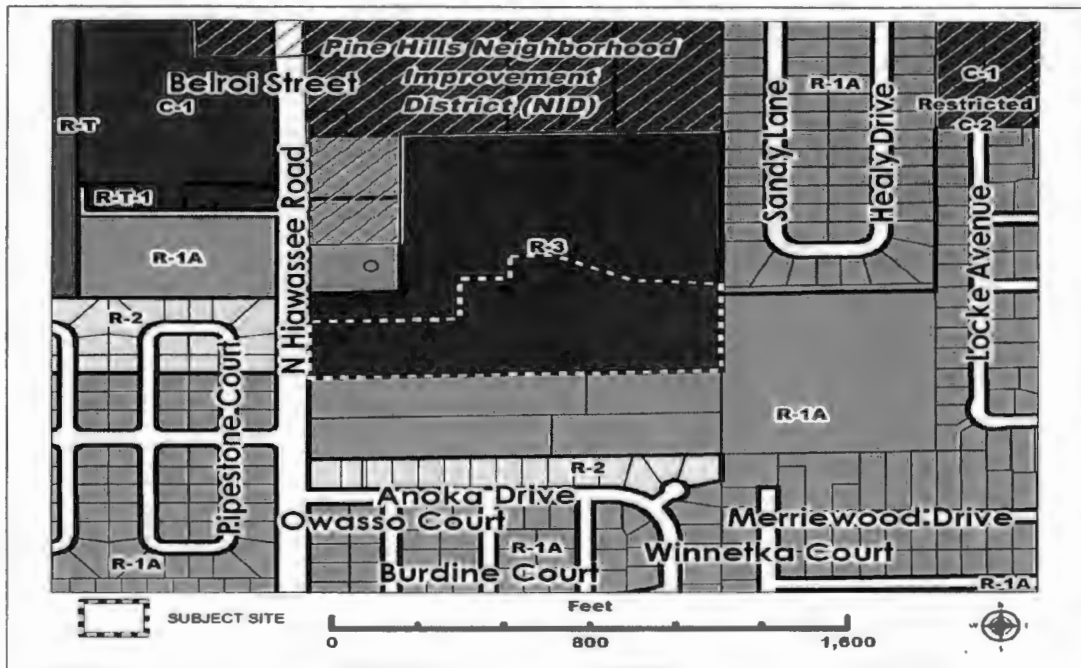 Pine Hills Neighborhood
Improvement
District (NID)
Belroi Street
C-1
R-T
R-T-1
R-1A
R-2
Pipestone Court
R-1A
N Hiawassee Road
R-3
Sandy Lane
R-1A
Healy Drive
C-1
Restricted
C-2
Locke Avenue
R-1A
R-2
Anoka Drive
Owasso Court
R-1A
Burdine Court
Merriewood Drive
Winnetka Court
R-1A
SUBJECT SITE
Feet
0 800 1,600
W E